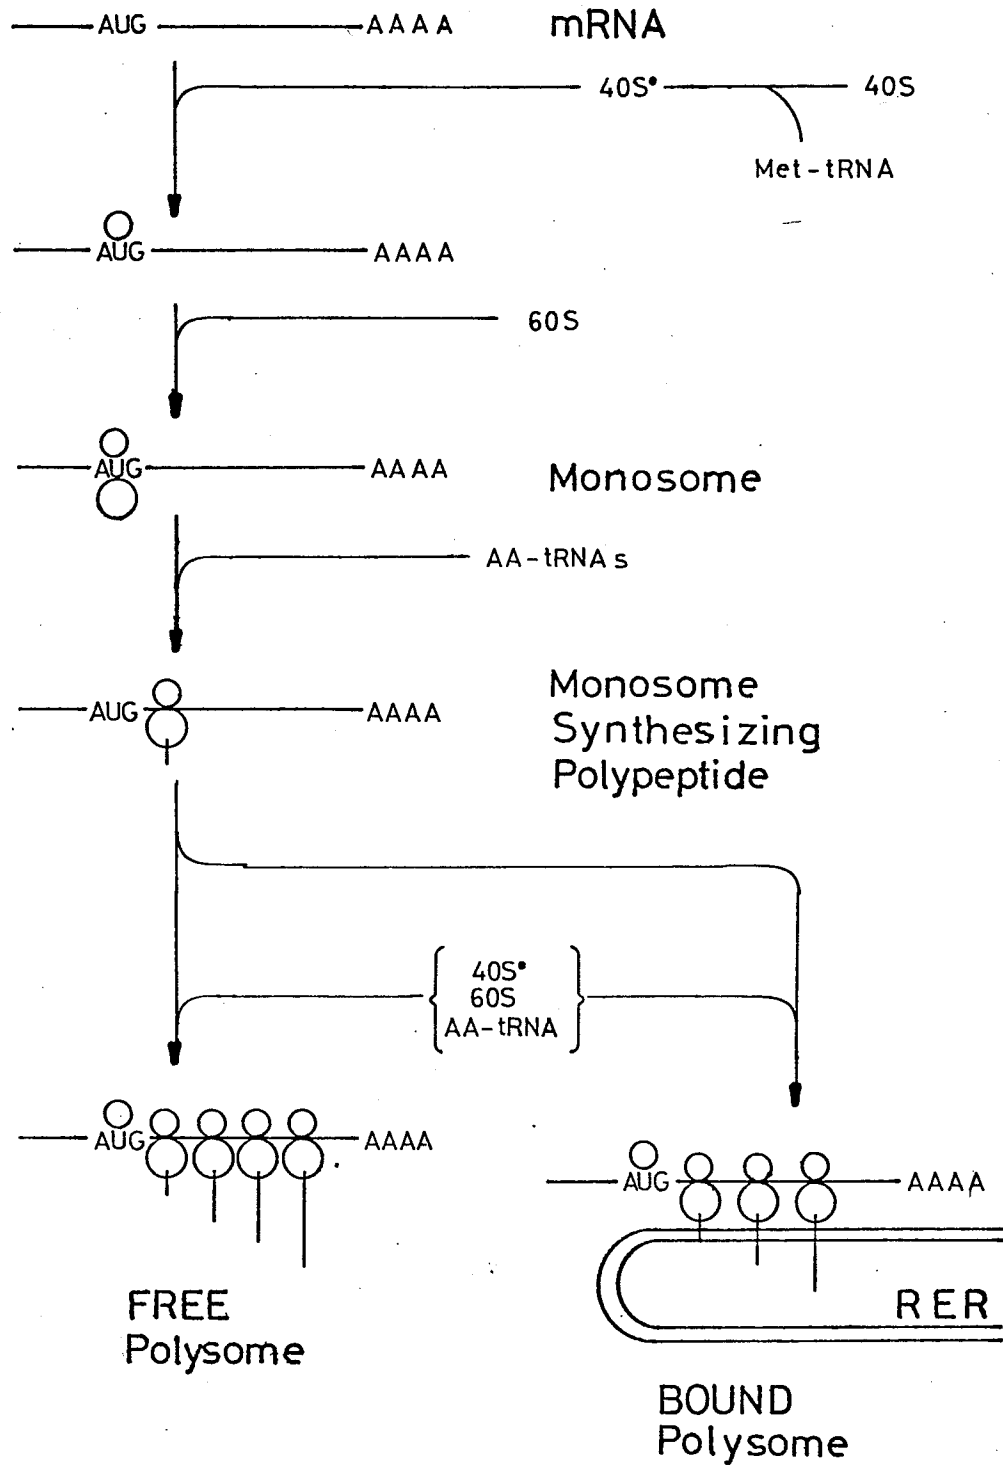 AUG AAAA mRNA
40S• 40S
Met-tRNA
AUG AAAA
60S
AUG AAAA
Monosome
AA-tRNAs
AUG AAAA
Monosome
Synthesizing
Polypeptide
40S•
60S
AA-tRNA
AUG AAAA
AUG AAAA
FREE
Polysome
RER
BOUND
Polysome